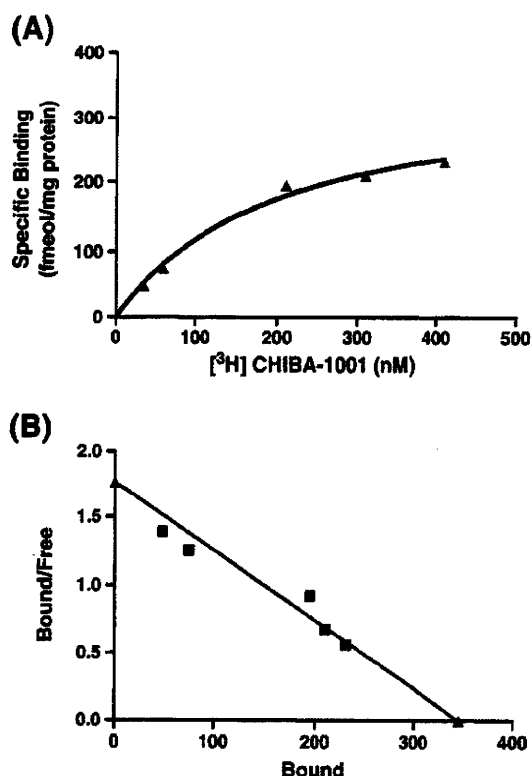 (A)
400
300
200
100
0
Specific Binding
(fmeol/mg protein)
0 100 200 300 400 500
[³H] CHIBA-1001 (nM)
(B)
2.0
1.5
1.0
0.5
0.0
Bound/Free
0 100 200 300 400
Bound